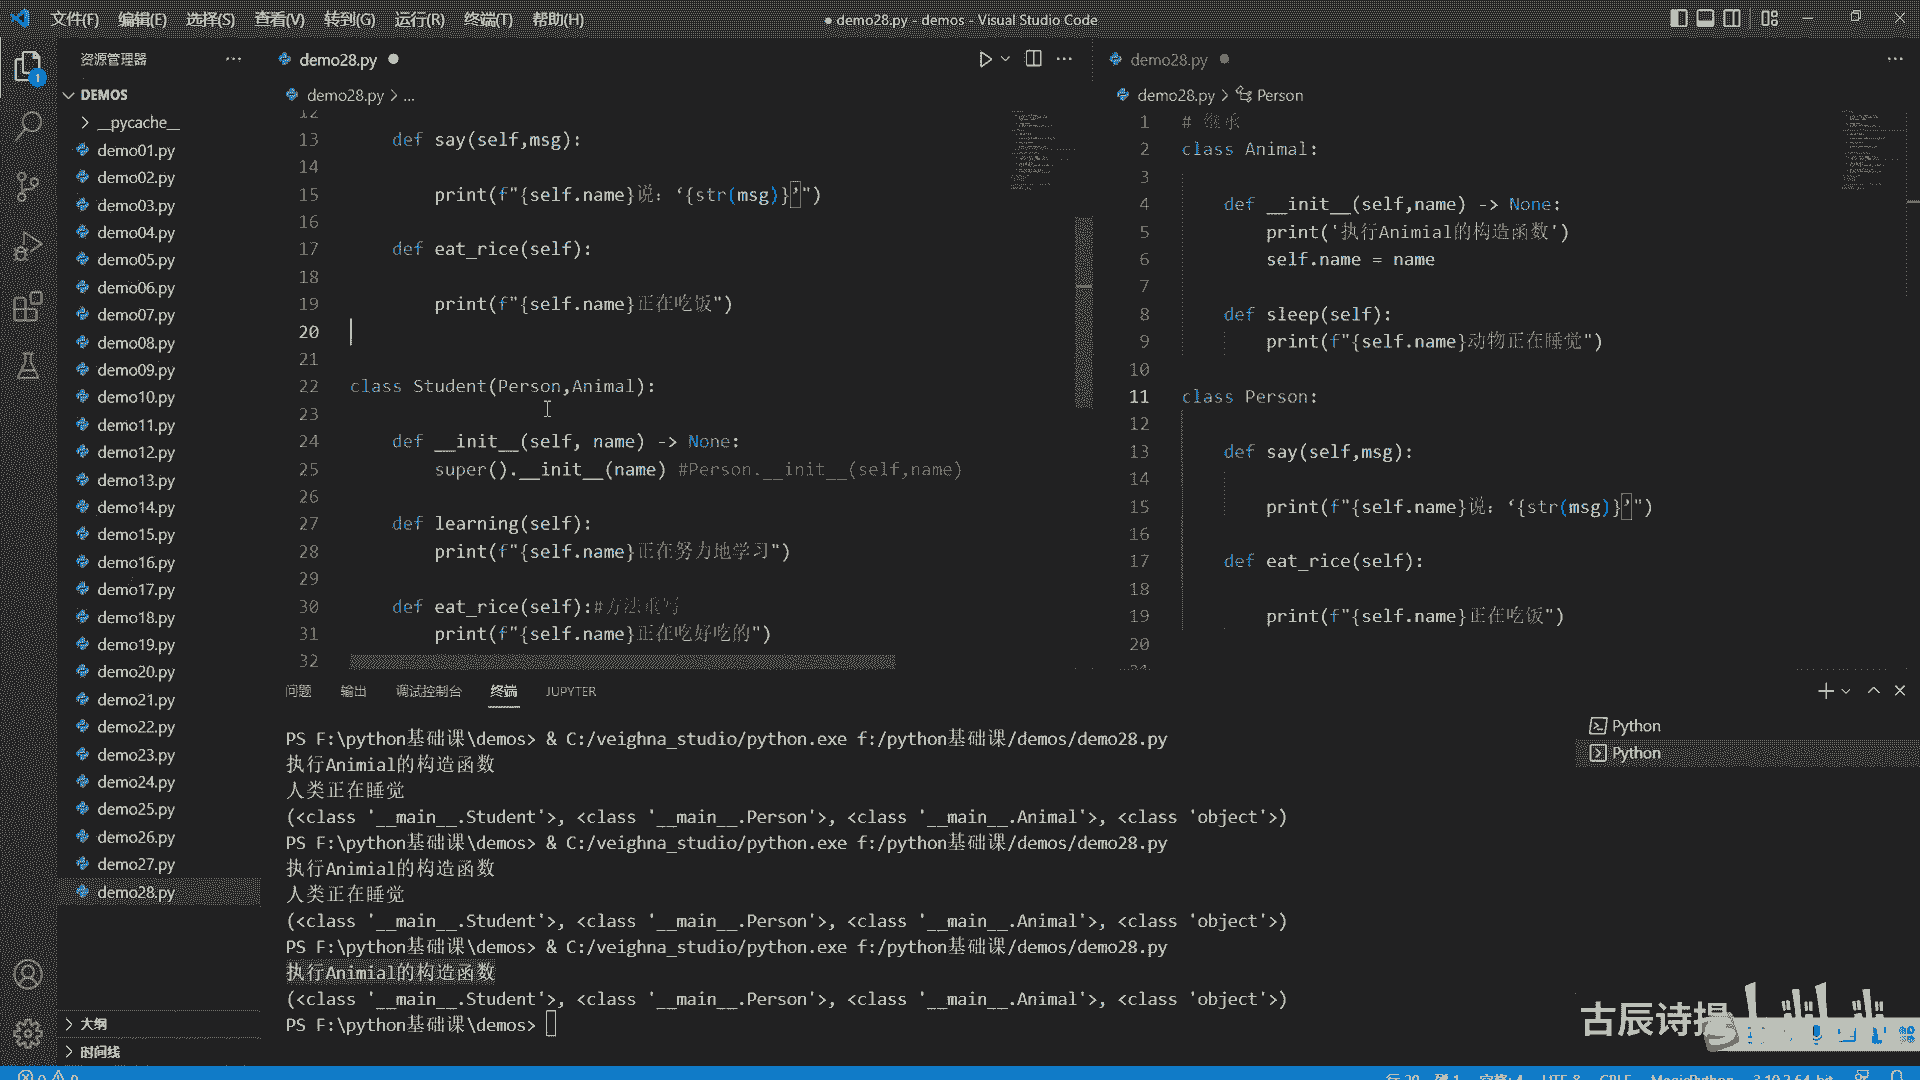 文件(F) 编辑(E) 选择(S) 查看(V) 转到(G) 运行(R) 终端(T) 帮助(H)
● demo28.py - demos - Visual Studio Code
资源管理器
DEMOS
__pycache__
demo01.py
demo02.py
demo03.py
demo04.py
demo05.py
demo06.py
demo07.py
demo08.py
demo09.py
demo10.py
demo11.py
demo12.py
demo13.py
demo14.py
demo15.py
demo16.py
demo17.py
demo18.py
demo19.py
demo20.py
demo21.py
demo22.py
demo23.py
demo24.py
demo25.py
demo26.py
demo27.py
demo28.py
大纲
时间线
demo28.py
demo28.py > ...
12
13 def say(self,msg):
14
15 print(f"{self.name}说：‘{str(msg)}’")
16
17 def eat_rice(self):
18
19 print(f"{self.name}正在吃饭")
20
21
22 class Student(Person,Animal):
23
24 def __init__(self, name) -> None:
25 super().__init__(name) #Person.__init__(self,name)
26
27 def learning(self):
28 print(f"{self.name}正在努力地学习")
29
30 def eat_rice(self):#方法重写
31 print(f"{self.name}正在吃好吃的")
32
demo28.py
demo28.py > Person
1 # 继承
2 class Animal:
3
4 def __init__(self,name) -> None:
5 print('执行Animial的构造函数')
6 self.name = name
7
8 def sleep(self):
9 print(f"{self.name}动物正在睡觉")
10
11 class Person:
12
13 def say(self,msg):
14
15 print(f"{self.name}说：‘{str(msg)}’")
16
17 def eat_rice(self):
18
19 print(f"{self.name}正在吃饭")
20
问题 输出 调试控制台 终端 JUPYTER
PS F:\python基础课\demos> & C:/veighna_studio/python.exe f:/python基础课/demos/demo28.py
执行Animial的构造函数
人类正在睡觉
(<class '__main__.Student'>, <class '__main__.Person'>, <class '__main__.Animal'>, <class 'object'>)
PS F:\python基础课\demos> & C:/veighna_studio/python.exe f:/python基础课/demos/demo28.py
执行Animial的构造函数
人类正在睡觉
(<class '__main__.Student'>, <class '__main__.Person'>, <class '__main__.Animal'>, <class 'object'>)
PS F:\python基础课\demos> & C:/veighna_studio/python.exe f:/python基础课/demos/demo28.py
执行Animial的构造函数
(<class '__main__.Student'>, <class '__main__.Person'>, <class '__main__.Animal'>, <class 'object'>)
PS F:\python基础课\demos>
Python
Python
古辰诗提